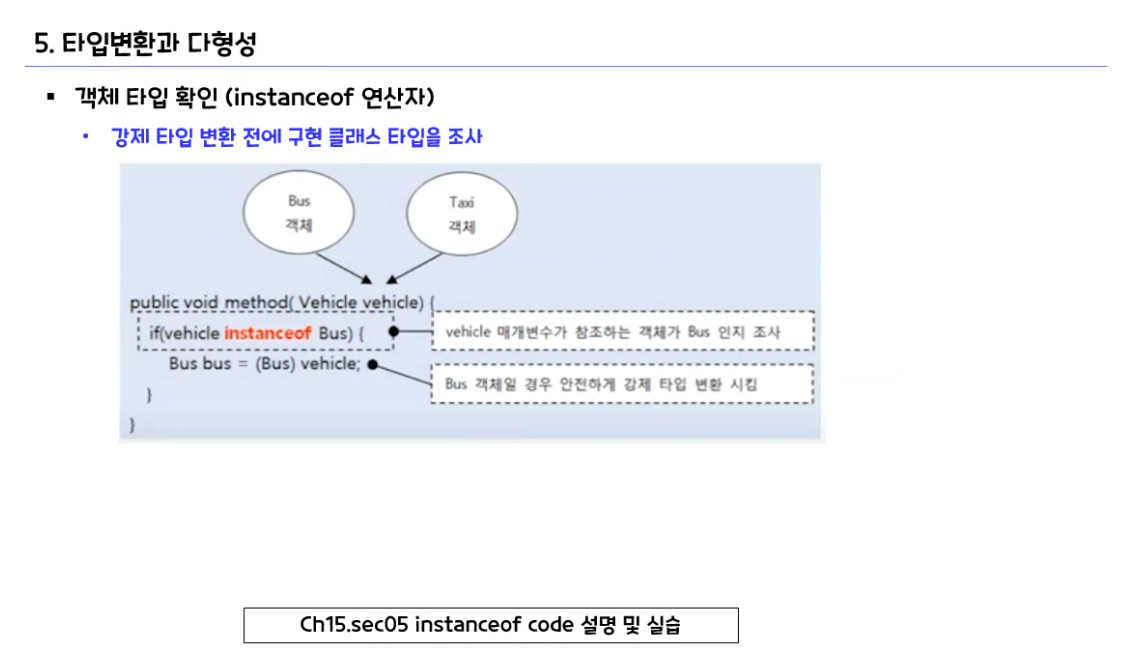 5. 타입변환과 다형성
▪ 객체 타입 확인 (instanceof 연산자)
• 강제 타입 변환 전에 구현 클래스 타입을 조사
Bus
객체
Taxi
객체
public void method( Vehicle vehicle) {
if(vehicle instanceof Bus) {
vehicle 매개변수가 참조하는 객체가 Bus 인지 조사
Bus bus = (Bus) vehicle;
Bus 객체일 경우 안전하게 강제 타입 변환 시킴
}
}
Ch15.sec05 instanceof code 설명 및 실습